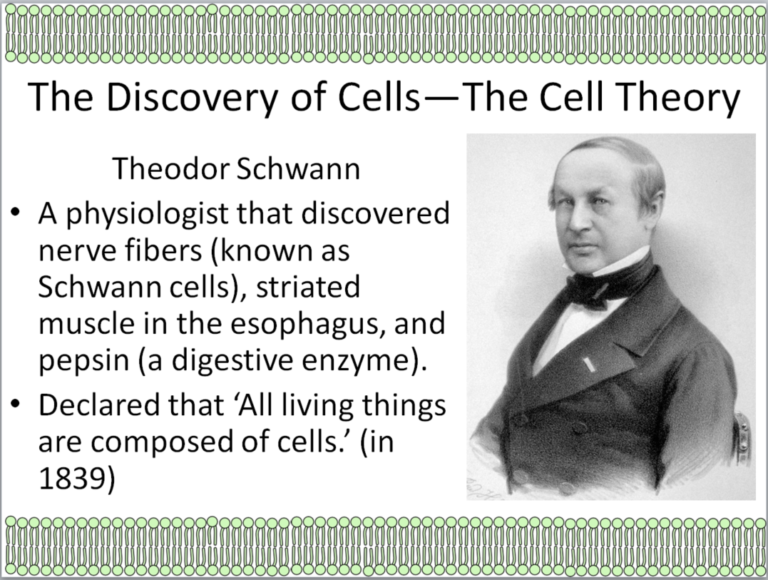 The Discovery of Cells—The Cell Theory
Theodor Schwann
• A physiologist that discovered
nerve fibers (known as
Schwann cells), striated
muscle in the esophagus, and
pepsin (a digestive enzyme).
• Declared that ‘All living things
are composed of cells.’ (in
1839)